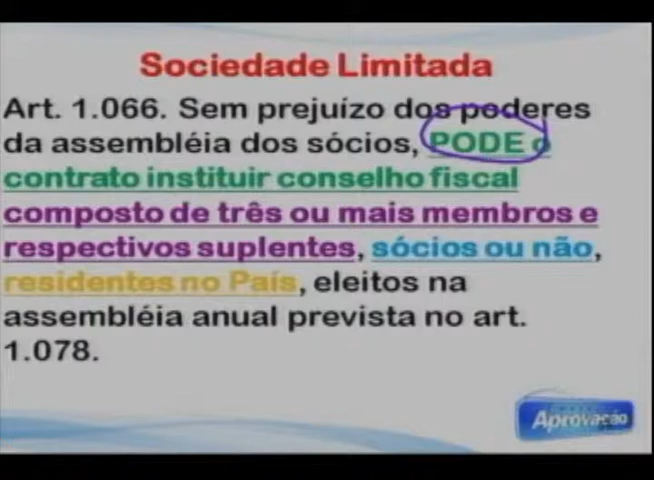 Sociedade Limitada
Art. 1.066. Sem prejuízo dos poderes
da assembléia dos sócios, PODE o
contrato instituir conselho fiscal
composto de três ou mais membros e
respectivos suplentes, sócios ou não,
residentes no País, eleitos na
assembléia anual prevista no art.
1.078.
Aprovação